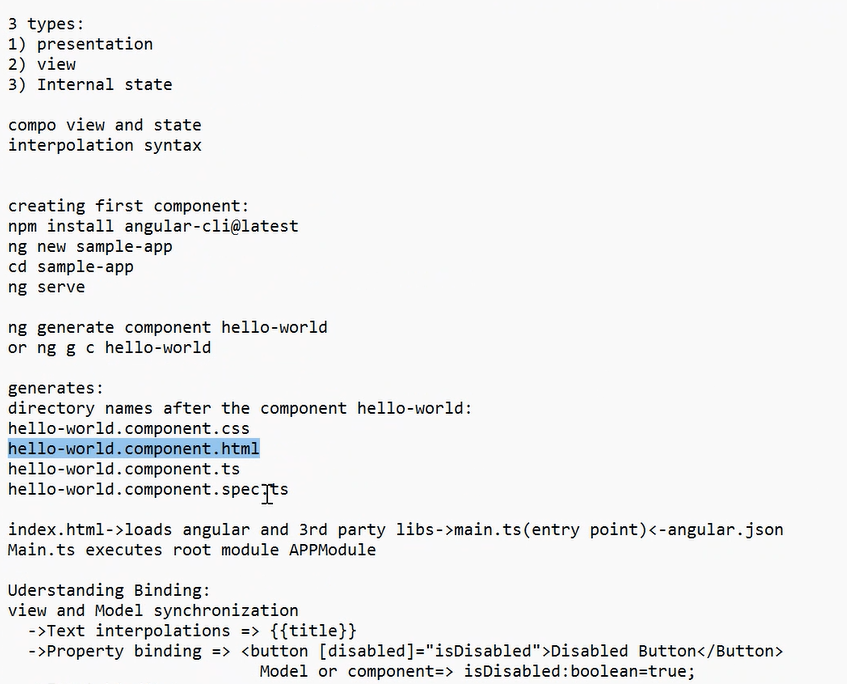 3 types:
1) presentation
2) view
3) Internal state
compo view and state
interpolation syntax
creating first component:
npm install angular-cli@latest
ng new sample-app
cd sample-app
ng serve
ng generate component hello-world
or ng g c hello-world
generates:
directory names after the component hello-world:
hello-world.component.css
hello-world.component.html
hello-world.component.ts
hello-world.component.spec.ts
index.html->loads angular and 3rd party libs->main.ts(entry point)<-angular.json
Main.ts executes root module APPModule
Uderstanding Binding:
view and Model synchronization
->Text interpolations => {{title}}
->Property binding => <button [disabled]="isDisabled">Disabled Button</Button>
Model or component=> isDisabled:boolean=true;